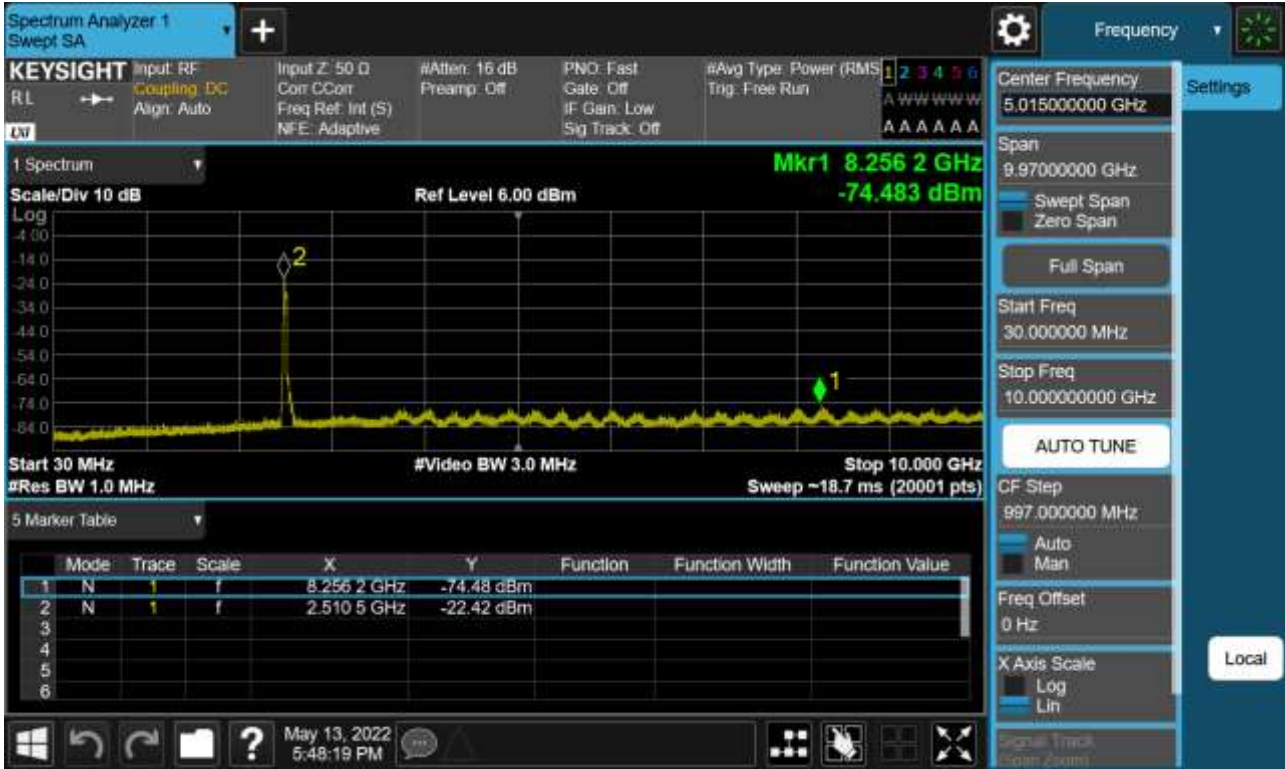 Spectrum Analyzer 1
Swept SA
+
Frequency
KEYSIGHT
RL
LXI
Input: RF
Coupling: DC
Align: Auto
Input Z: 50 Ω
Corr CCorr
Freq Ref: Int (S)
NFE: Adaptive
#Atten: 16 dB
Preamp: Off
PNO: Fast
Gate: Off
IF Gain: Low
Sig Track: Off
#Avg Type: Power (RMS
Trig: Free Run
1 2 3 4 5 6
A W W W W W
A A A A A A
1 Spectrum
Scale/Div 10 dB
Log
Ref Level 6.00 dBm
Mkr1 8.256 2 GHz
-74.483 dBm
-4.00
-14.0
-24.0
-34.0
-44.0
-54.0
-64.0
-74.0
-84.0
2
1
Start 30 MHz
#Res BW 1.0 MHz
#Video BW 3.0 MHz
Stop 10.000 GHz
Sweep ~18.7 ms (20001 pts)
5 Marker Table
Mode Trace Scale X Y Function Function Width Function Value
1 N 1 f 8.256 2 GHz -74.48 dBm
2 N 1 f 2.510 5 GHz -22.42 dBm
3
4
5
6
?
May 13, 2022
5:48:19 PM
Center Frequency
5.015000000 GHz
Span
9.97000000 GHz
Swept Span
Zero Span
Full Span
Start Freq
30.000000 MHz
Stop Freq
10.000000000 GHz
AUTO TUNE
CF Step
997.000000 MHz
Auto
Man
Freq Offset
0 Hz
X Axis Scale
Log
Lin
Signal Track
(Span Zoom)
Settings
Local